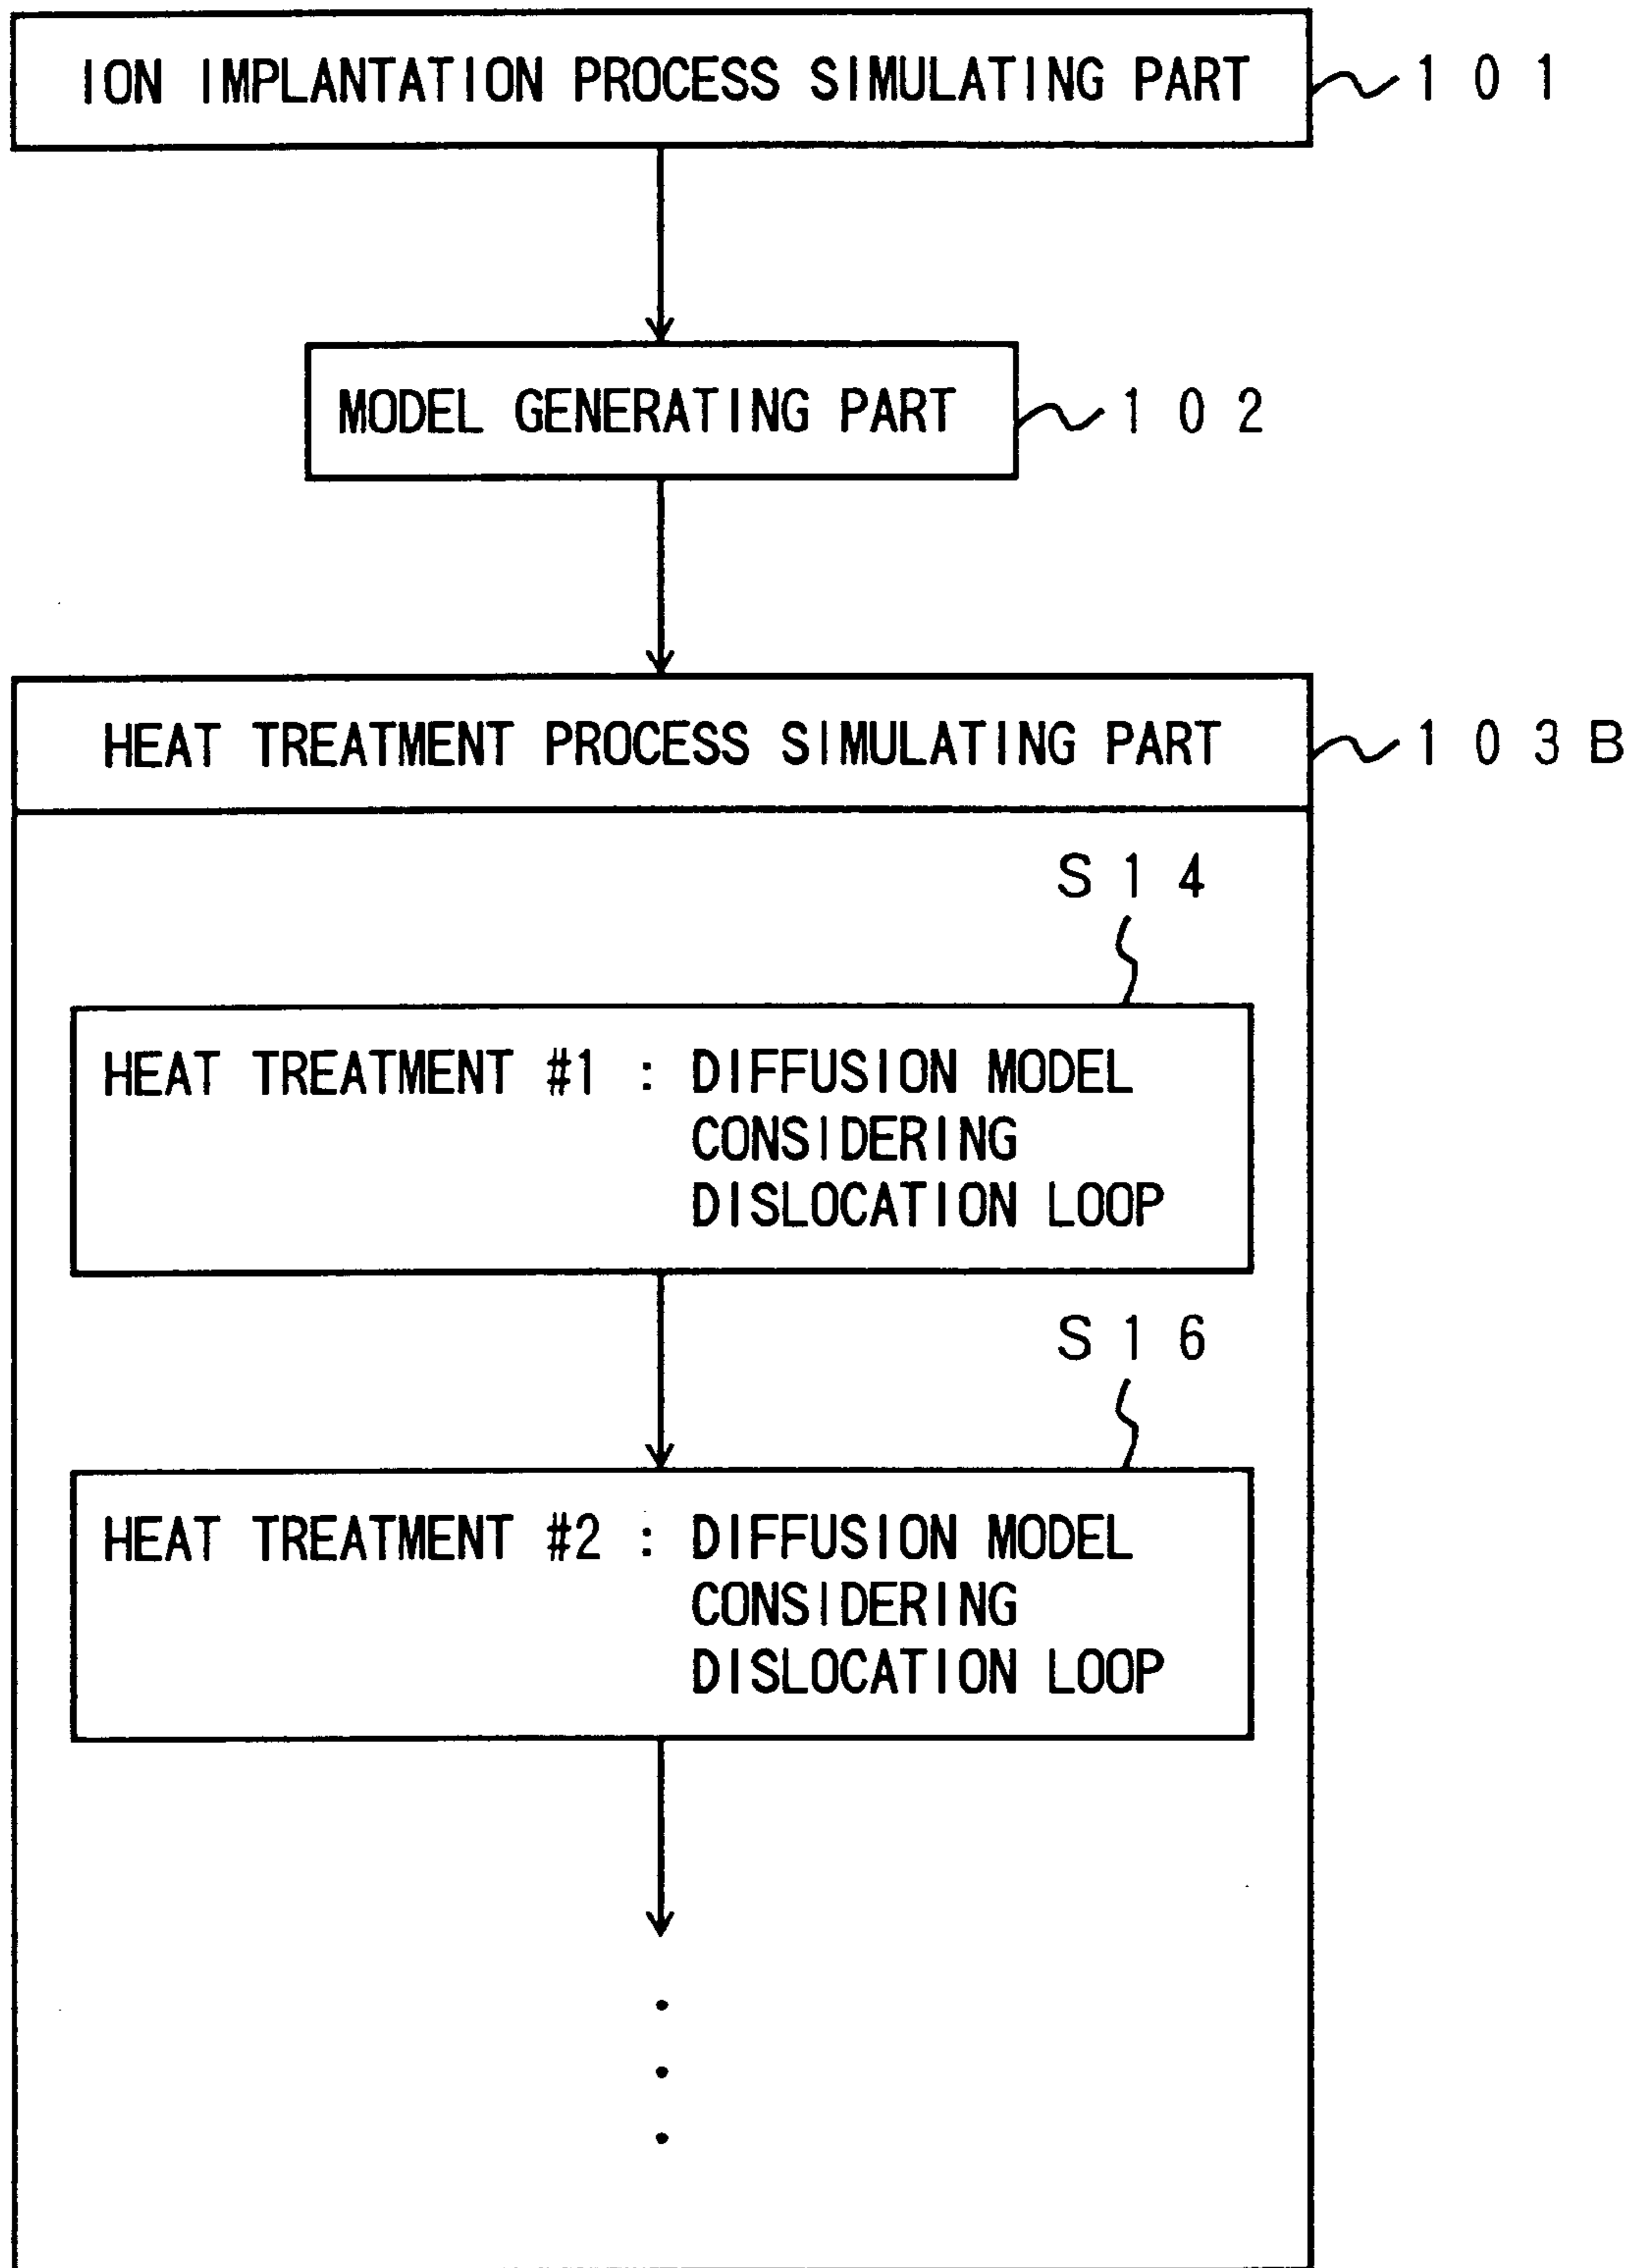 ION IMPLANTATION PROCESS SIMULATING PART
101
MODEL GENERATING PART
102
HEAT TREATMENT PROCESS SIMULATING PART
103B
S14
HEAT TREATMENT #1 : DIFFUSION MODEL
CONSIDERING
DISLOCATION LOOP
S16
HEAT TREATMENT #2 : DIFFUSION MODEL
CONSIDERING
DISLOCATION LOOP